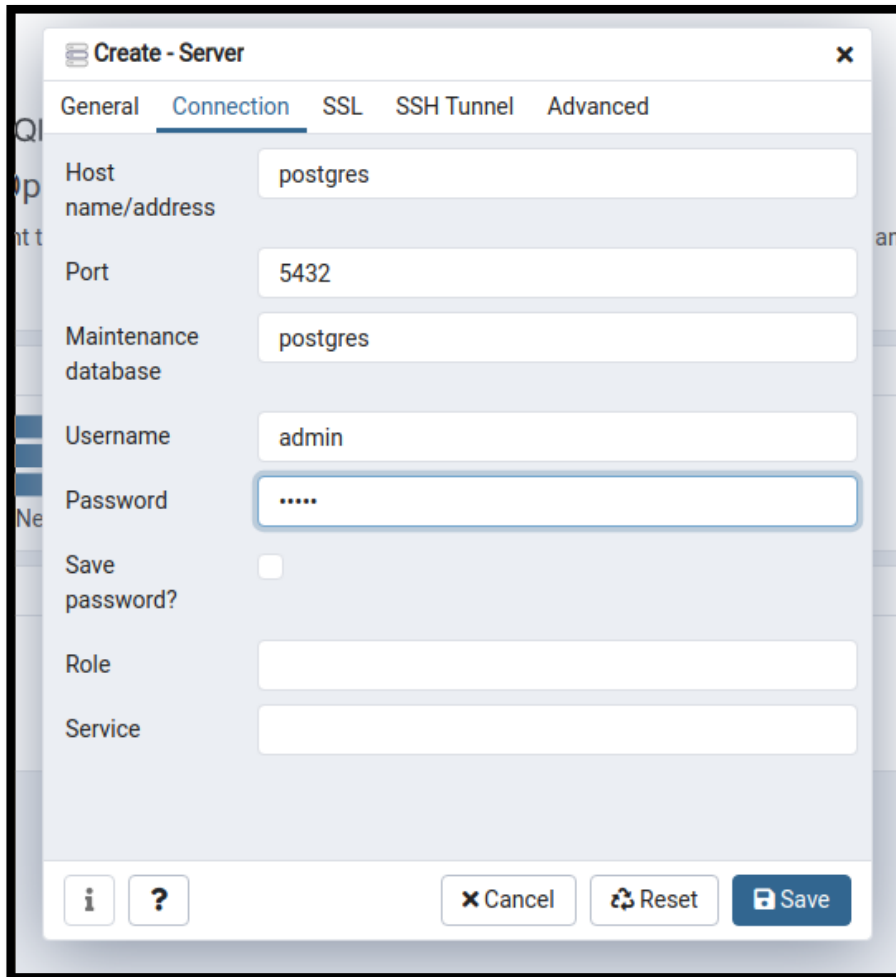 Create - Server
General Connection SSL SSH Tunnel Advanced
Host
name/address
postgres
Port
5432
Maintenance
database
postgres
Username
admin
Password
•••••
Save
password?
Role
Service
i
?
Cancel
Reset
Save